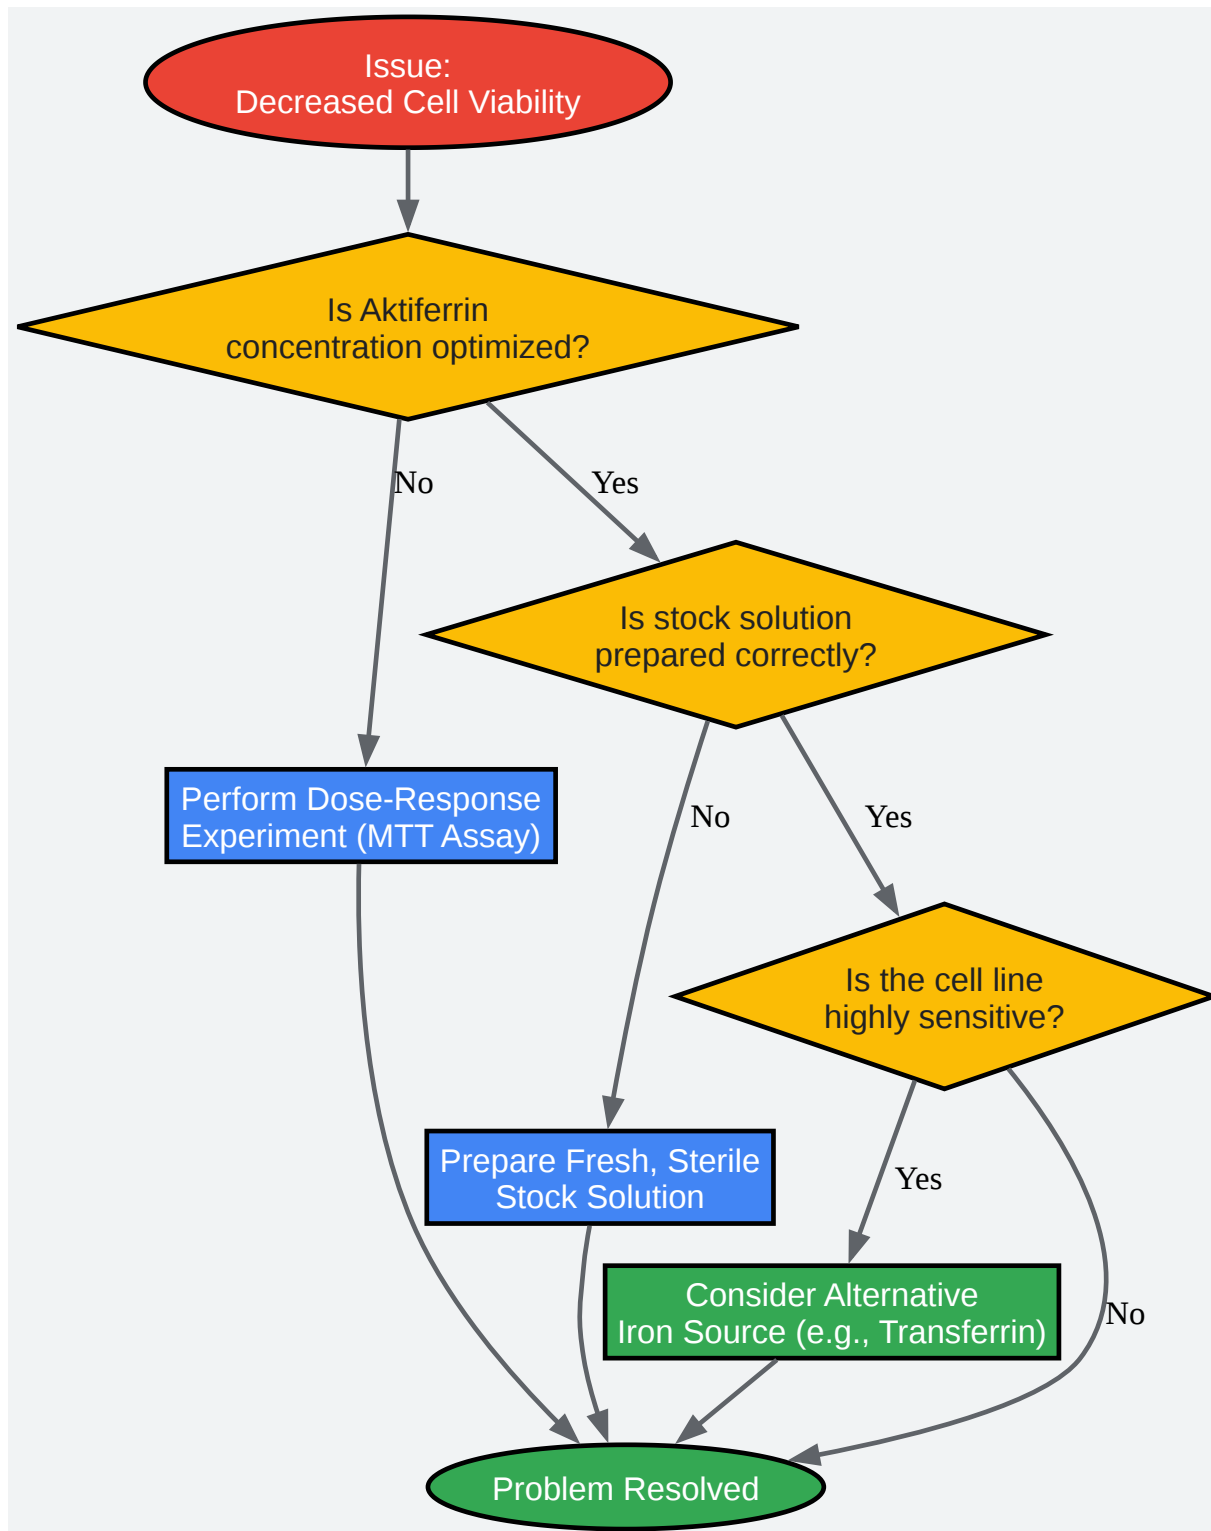 Issue:
Decreased Cell Viability
Is Aktiferrin
concentration optimized?
No
Yes
Is stock solution
prepared correctly?
Perform Dose-Response
Experiment (MTT Assay)
No
Yes
Is the cell line
highly sensitive?
Prepare Fresh, Sterile
Stock Solution
Yes
Consider Alternative
Iron Source (e.g., Transferrin)
No
Problem Resolved